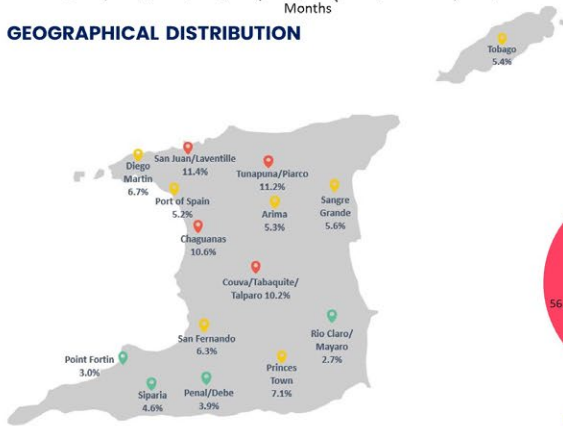 Months
GEOGRAPHICAL DISTRIBUTION
Tobago
5.4%
San Juan/Laventille
11.4%
Diego
Martin
6.7%
Tunapuna/Piarco
11.2%
Port of Spain
5.2%
Arima
5.3%
Sangre
Grande
5.6%
Chaguanas
10.6%
Couva/Tabaquite/
Talparo 10.2%
San Fernando
6.3%
Rio Claro/
Mayaro
2.7%
Point Fortin
3.0%
Siparia
4.6%
Penal/Debe
3.9%
Princes
Town
7.1%
56